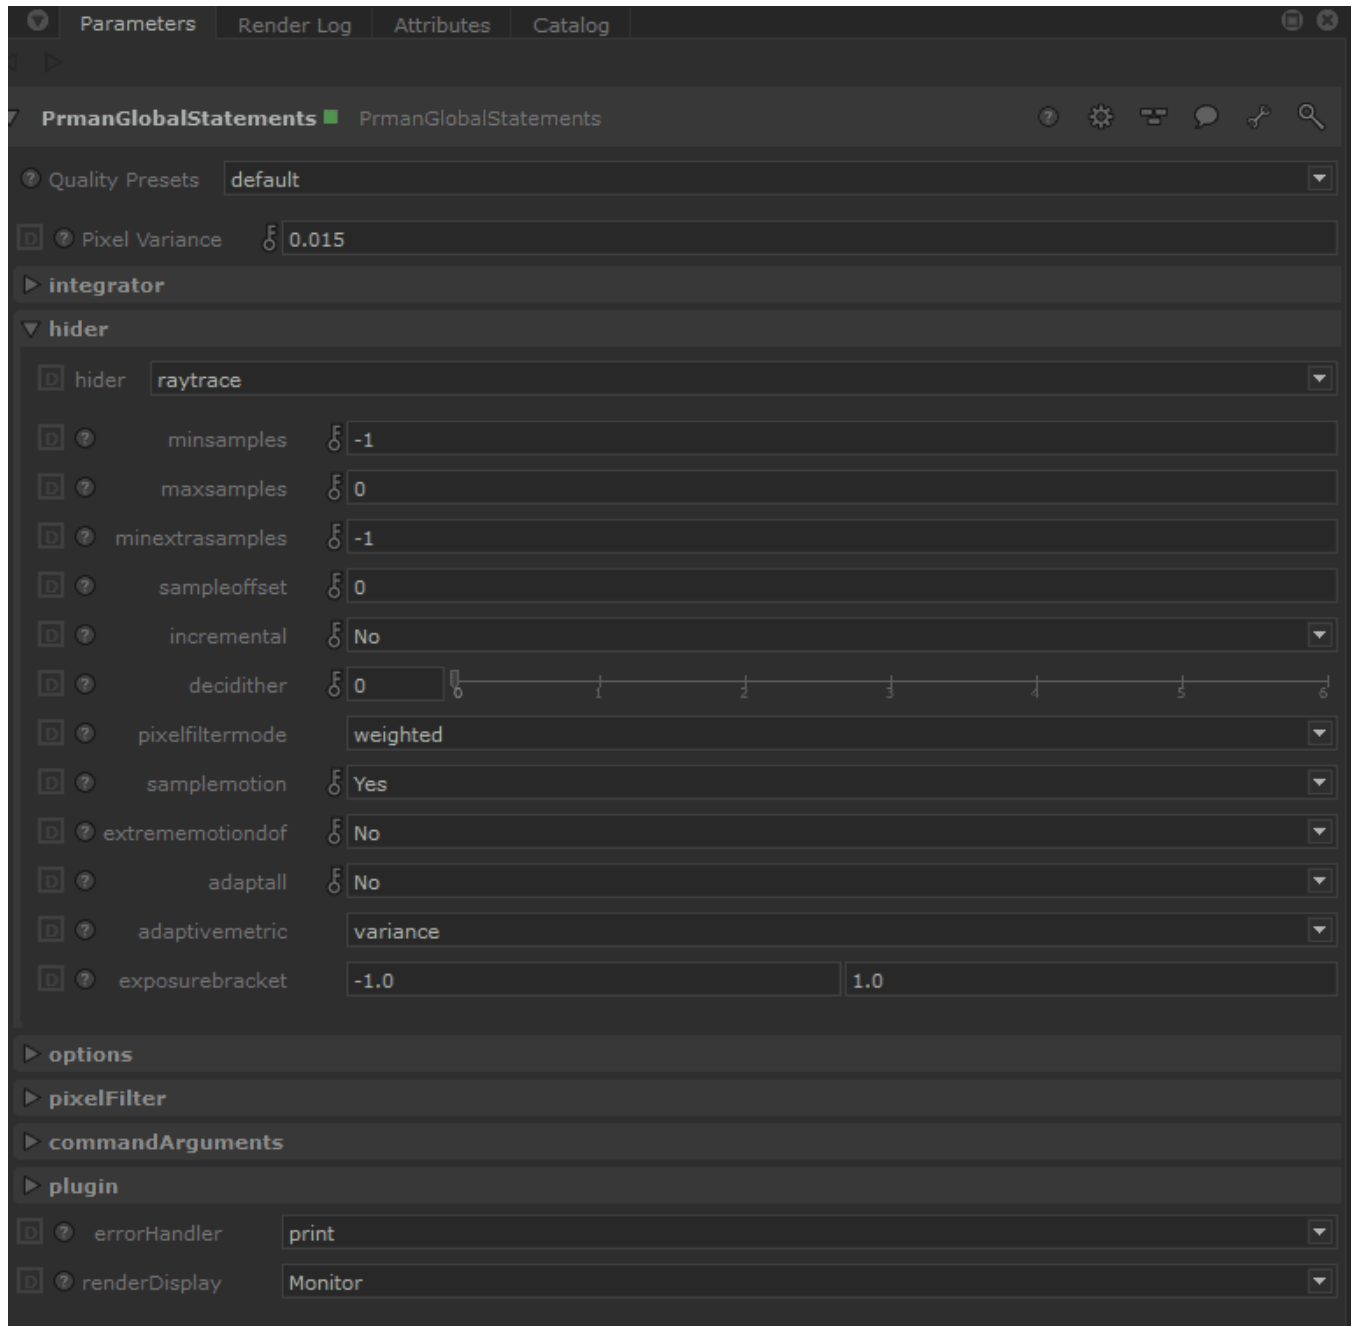 Parameters Render Log Attributes Catalog
PrmanGlobalStatements PrmanGlobalStatements
? Quality Presets default
D ? Pixel Variance 0.015
integrator
hider
D hider raytrace
D ? minsamples -1
D ? maxsamples 0
D ? minextrasamples -1
D ? sampleoffset 0
D ? incremental No
D ? decidither 0 0 1 2 3 4 5 6
D ? pixelfiltermode weighted
D ? samplemotion Yes
D ? extrememotiondof No
D ? adaptall No
D ? adaptivemetric variance
D ? exposurebracket -1.0 1.0
options
pixelFilter
commandArguments
plugin
D ? errorHandler print
D ? renderDisplay Monitor